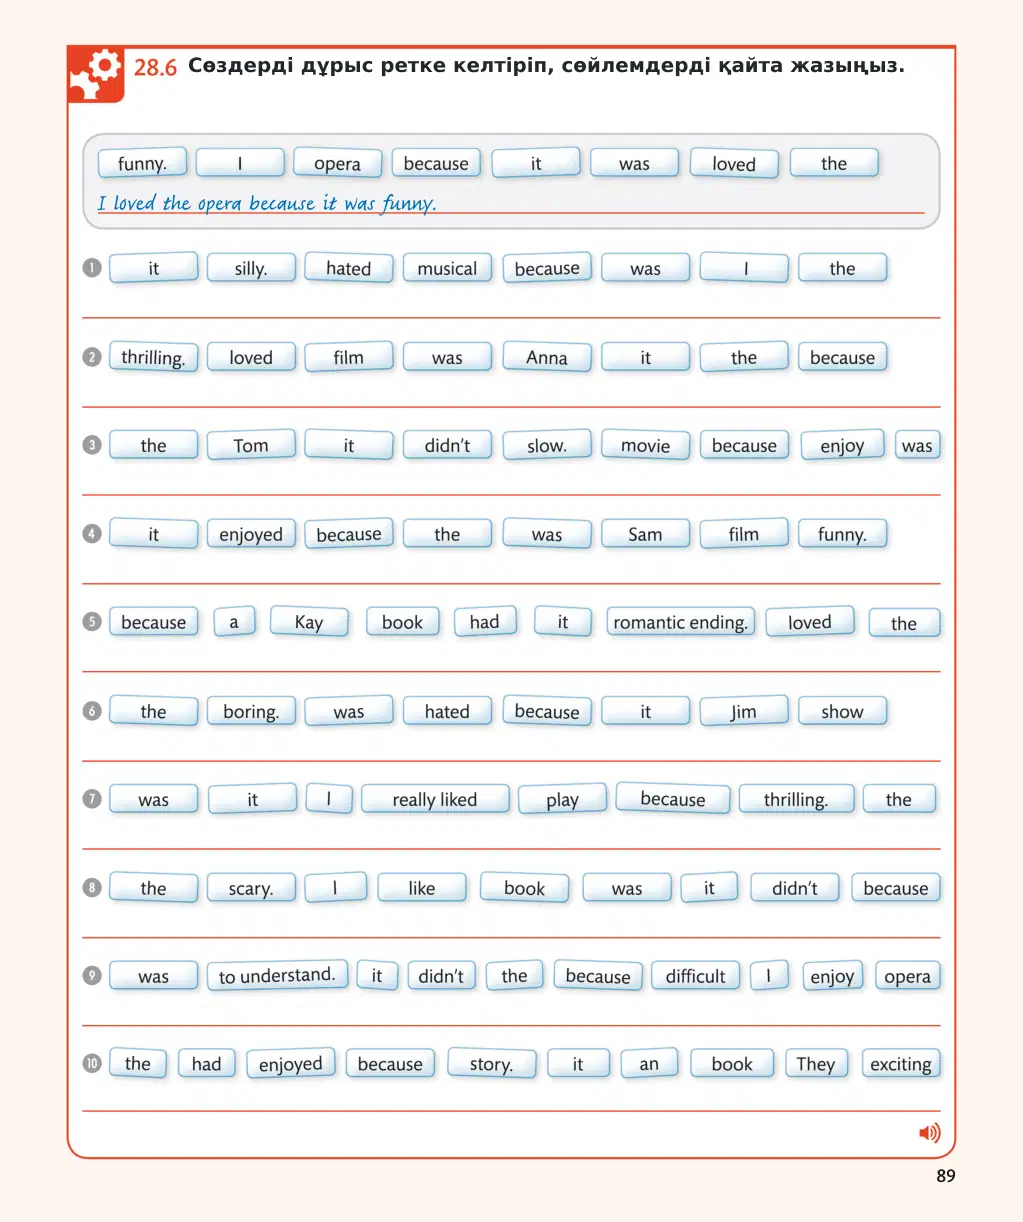 28.6 Сөздерді дұрыс ретке келтіріп, сөйлемдерді қайта жазыңыз.
funny. I opera because it was loved the
I loved the opera because it was funny.
1 it silly. hated musical because was I the
2 thrilling. loved film was Anna it the because
3 the Tom it didn't slow. movie because enjoy was
4 it enjoyed because the was Sam film funny.
5 because a Kay book had it romantic ending. loved the
6 the boring. was hated because it Jim show
7 was it I really liked play because thrilling. the
8 the scary. I like book was it didn't because
9 was to understand. it didn't the because difficult I enjoy opera
10 the had enjoyed because story. it an book They exciting
89